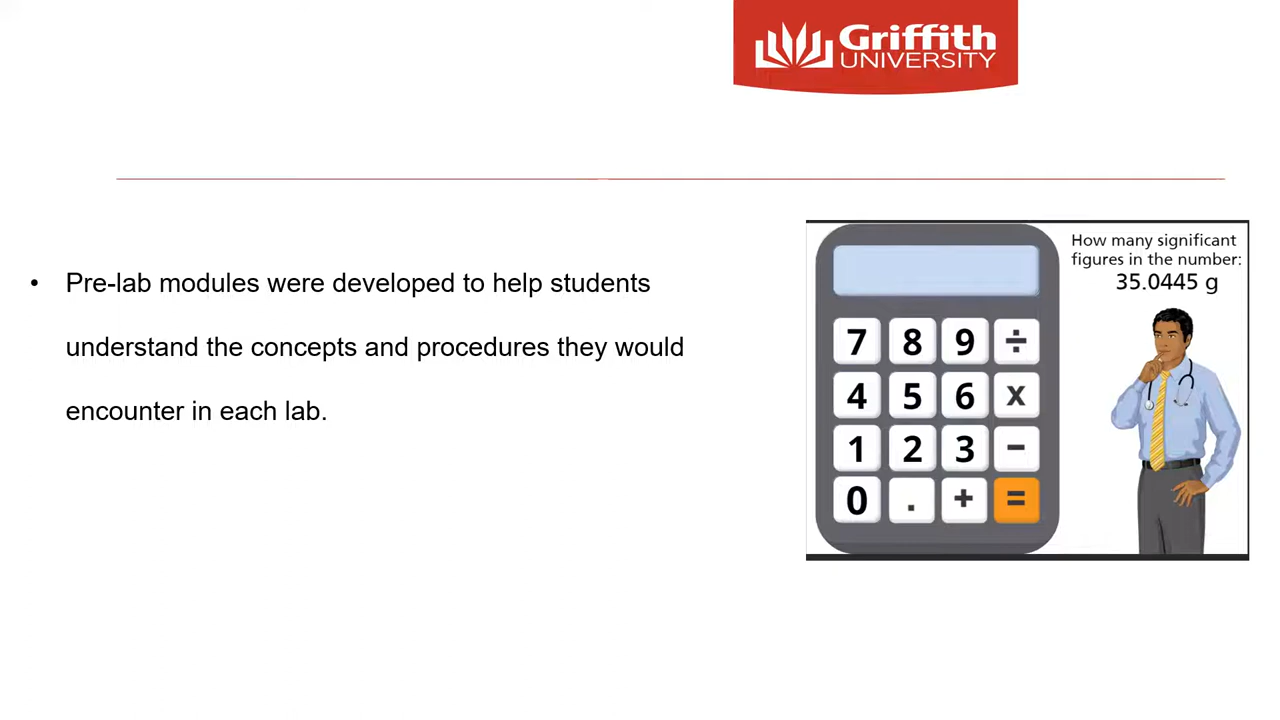 Griffith
UNIVERSITY
• Pre-lab modules were developed to help students
understand the concepts and procedures they would
encounter in each lab.
How many significant
figures in the number:
35.0445 g
7 8 9 ÷
4 5 6 x
1 2 3 −
0 . + =